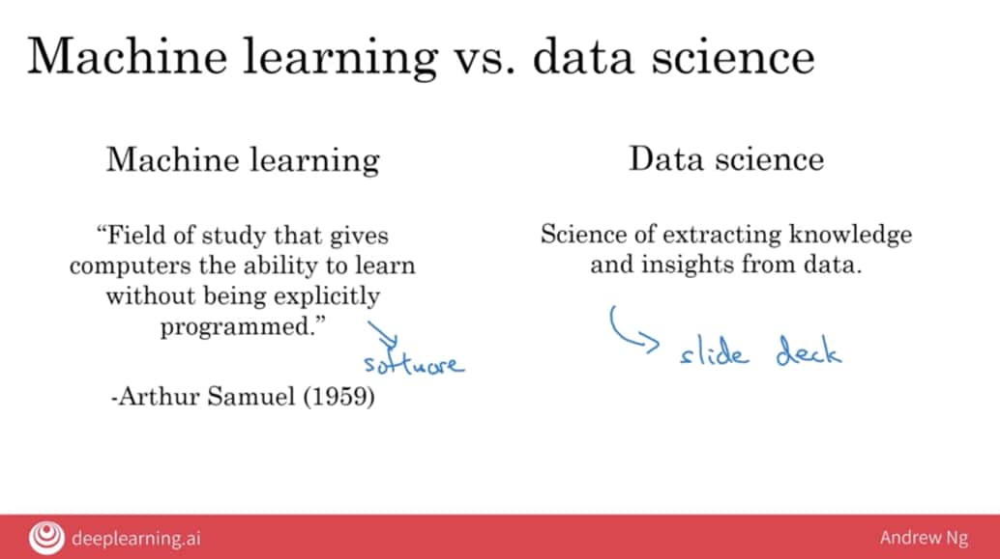 Machine learning vs. data science
Machine learning
“Field of study that gives
computers the ability to learn
without being explicitly
programmed.”
software
-Arthur Samuel (1959)
Data science
Science of extracting knowledge
and insights from data.
slide deck
deeplearning.ai
Andrew Ng